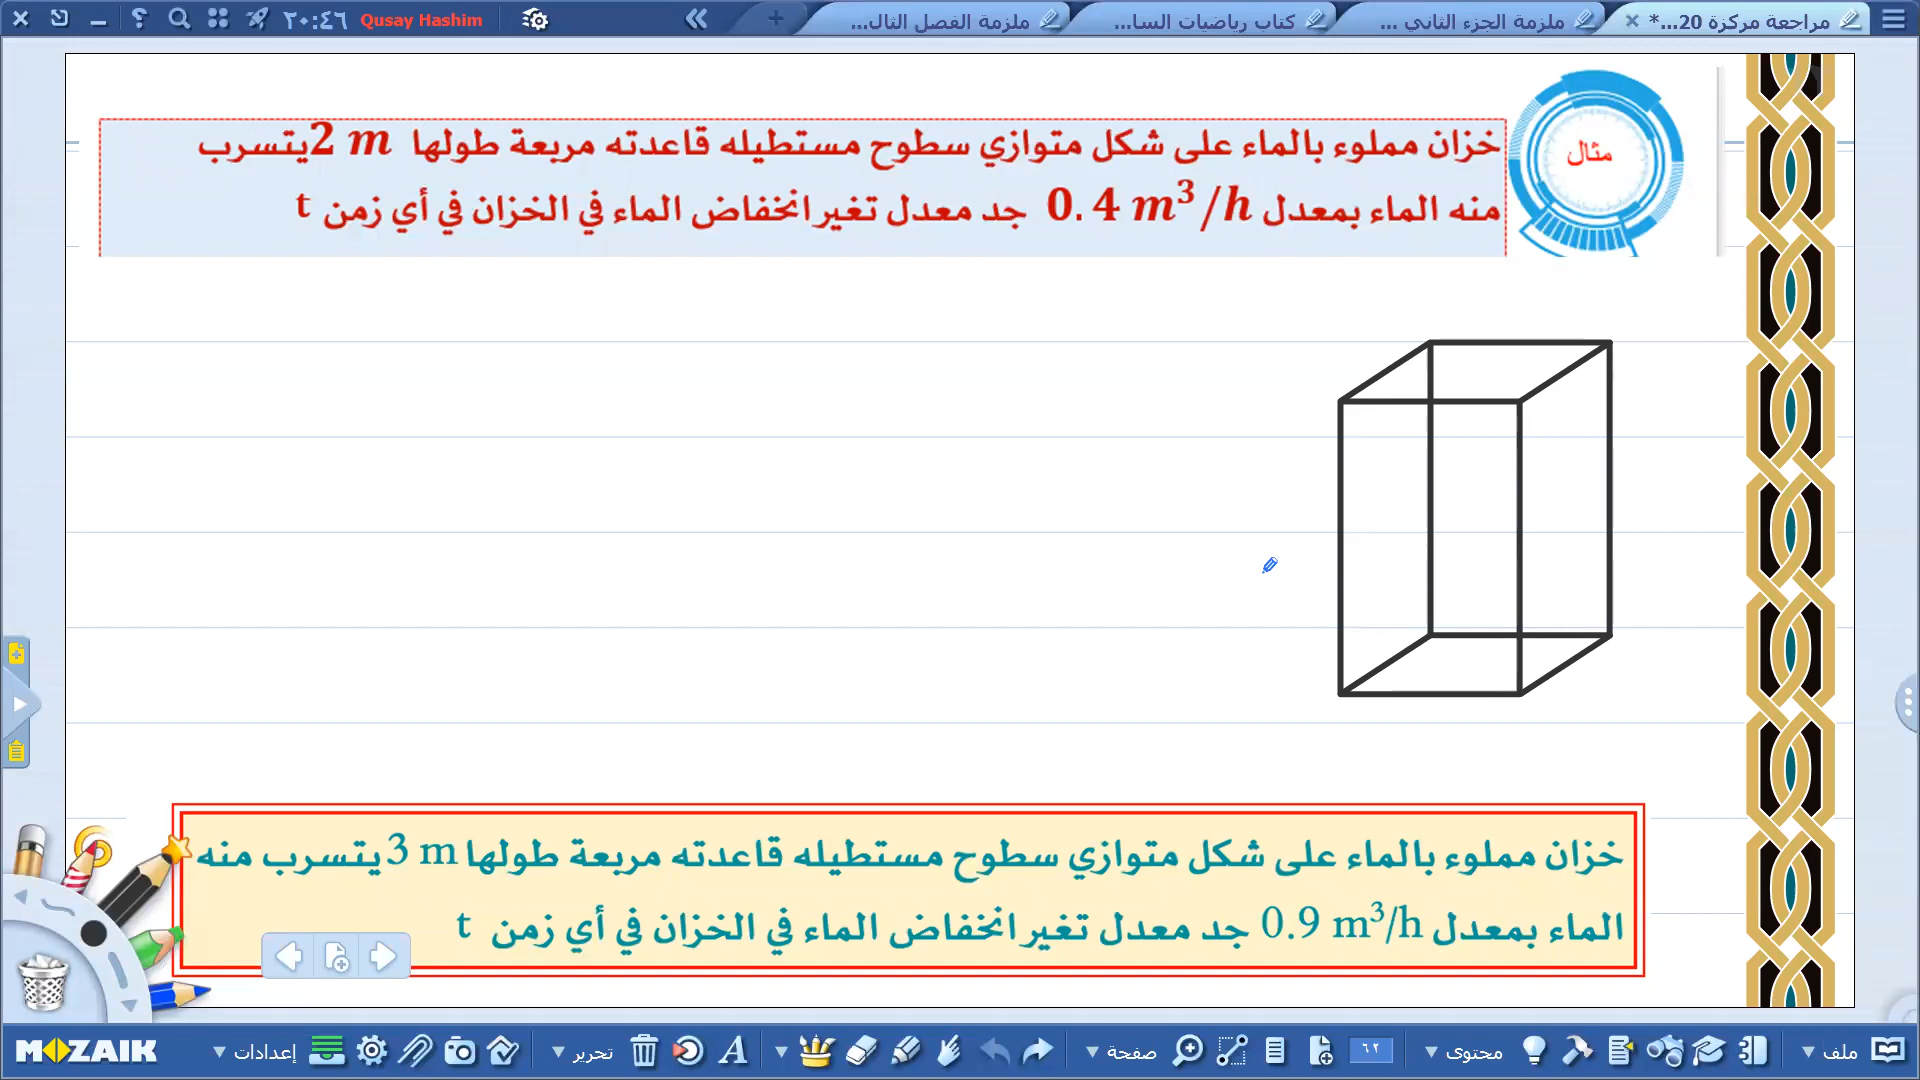 مراجعة مركزة 20...*
ملزمة الجزء الثاني ...
كتاب رياضيات السا...
ملزمة الفصل الثال...
Qusay Hashim
٢٠:٤٦
مثال
خزان مملوء بالماء على شكل متوازي سطوح مستطيله قاعدته مربعة طولها 2 m يتسرب
منه الماء بمعدل 0.4 m³/h جد معدل تغير انخفاض الماء في الخزان في أي زمن t
خزان مملوء بالماء على شكل متوازي سطوح مستطيله قاعدته مربعة طولها 3 m يتسرب منه
الماء بمعدل 0.9 m³/h جد معدل تغير انخفاض الماء في الخزان في أي زمن t
ملف
محتوى
٦٢
صفحة
تحرير
إعدادات
MOZAIK